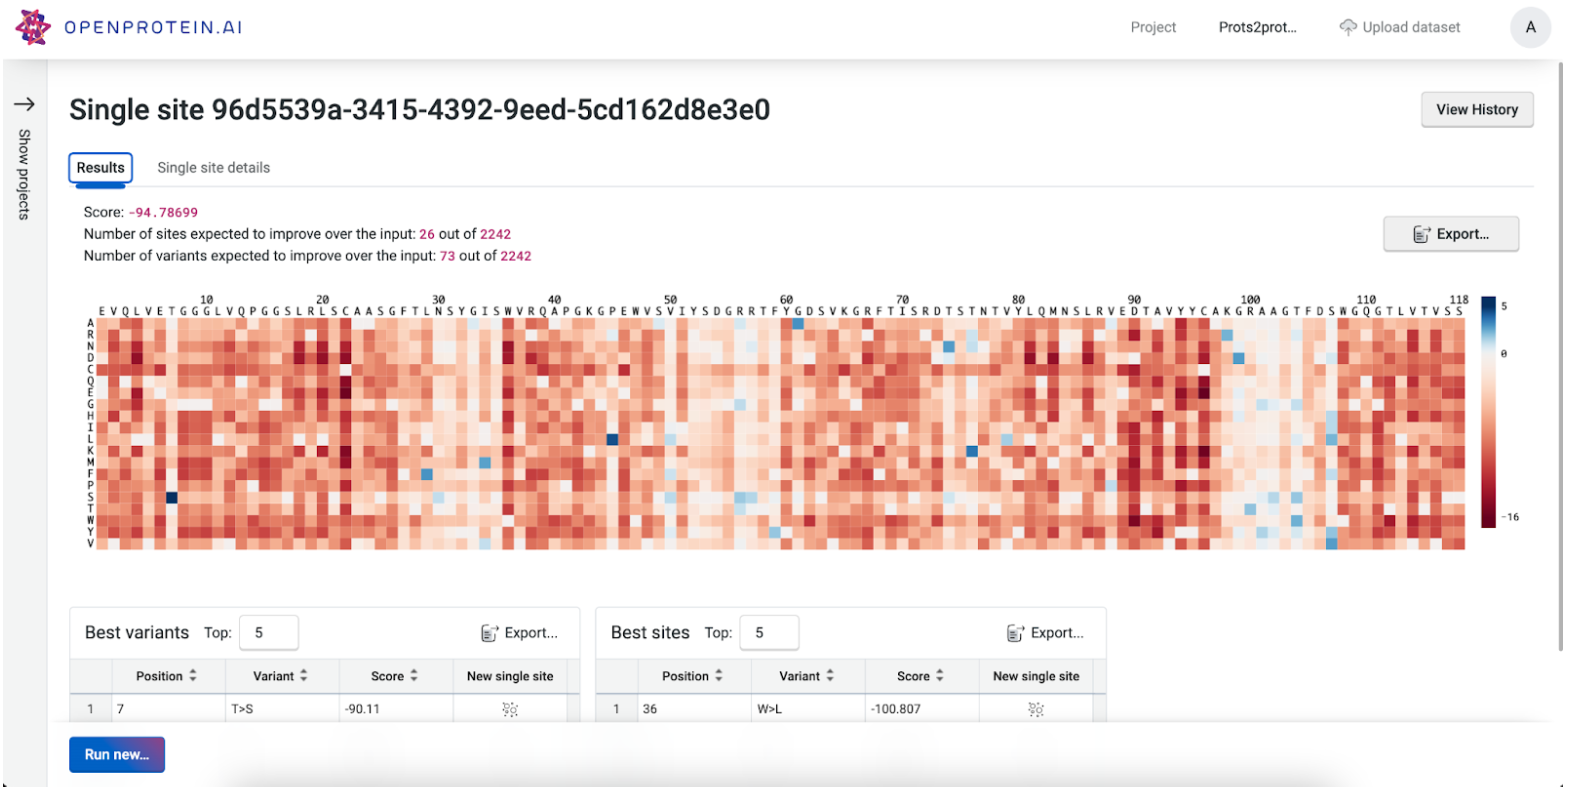 OPENPROTEIN.AI
Project Prots2prot... Upload dataset A
Show projects
Single site 96d5539a-3415-4392-9eed-5cd162d8e3e0
View History
Results Single site details
Score: -94.78699
Number of sites expected to improve over the input: 26 out of 2242
Number of variants expected to improve over the input: 73 out of 2242
Export...
10 20 30 40 50 60 70 80 90 100 110 118
E V Q L V E T G G G L V Q P G G S L R L S C A A S G F T L N S Y G I S W V R Q A P G K G P E W V S V I Y S D G R R T F Y G D S V K G R F T I S R D T S T N T V Y L Q M N S L R V E D T A V Y Y C A K G R A A G T F D S W G Q G T L V T V S S
A
R
N
D
C
Q
E
G
H
I
L
K
M
F
P
S
T
W
Y
V
5
0
-16
Best variants Top: 5 Export...
Position Variant Score New single site
1 7 T>S -90.11
Best sites Top: 5 Export...
Position Variant Score New single site
1 36 W>L -100.807
Run new...